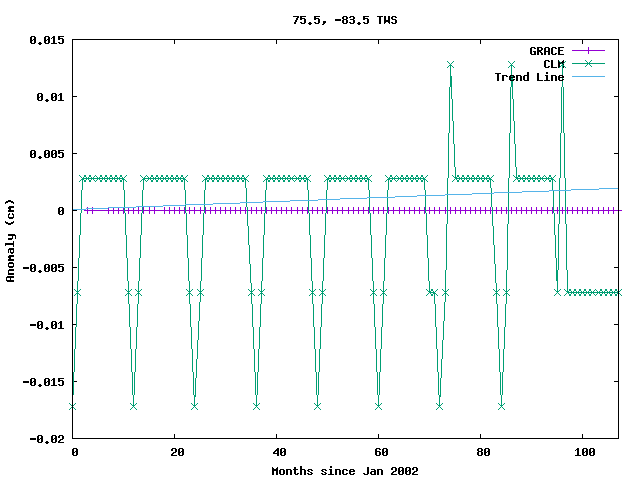 75.5, -83.5 TWS
0.015
0.01
0.005
0
-0.005
-0.01
-0.015
-0.02
Anomaly (cm)
GRACE
CLM
Trend Line
0 20 40 60 80 100
Months since Jan 2002